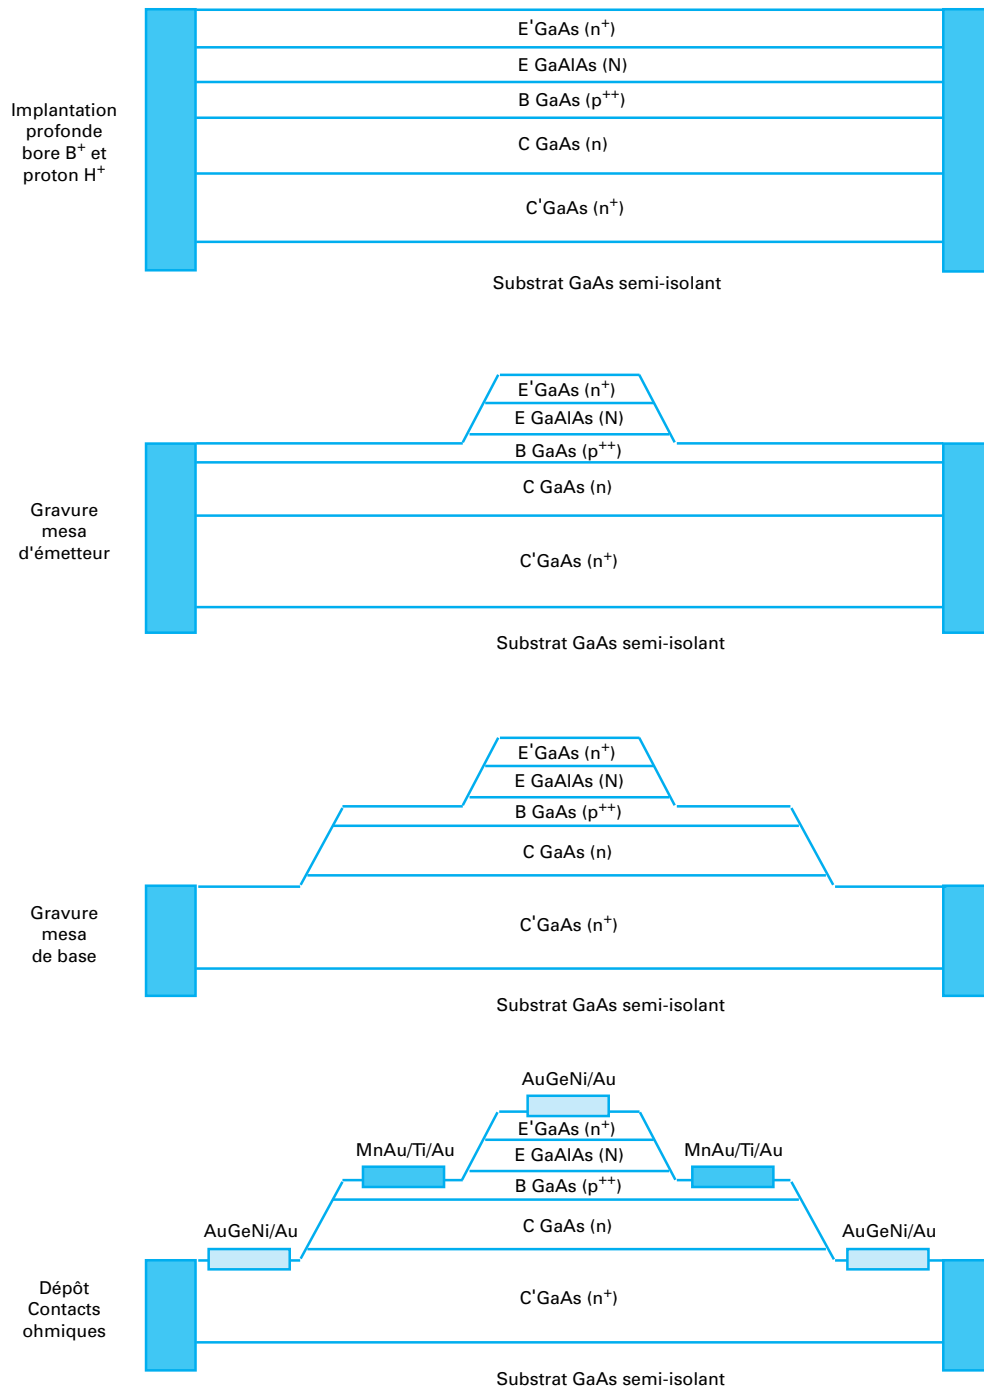 E'GaAs (n⁺)
E GaAlAs (N)
B GaAs (p⁺⁺)
C GaAs (n)
C'GaAs (n⁺)
Substrat GaAs semi-isolant
Implantation
profonde
bore B⁺ et
proton H⁺
E'GaAs (n⁺)
E GaAlAs (N)
B GaAs (p⁺⁺)
C GaAs (n)
C'GaAs (n⁺)
Substrat GaAs semi-isolant
Gravure
mesa
d'émetteur
E'GaAs (n⁺)
E GaAlAs (N)
B GaAs (p⁺⁺)
C GaAs (n)
C'GaAs (n⁺)
Substrat GaAs semi-isolant
Gravure
mesa
de base
AuGeNi/Au
E'GaAs (n⁺)
MnAu/Ti/Au
E GaAlAs (N)
MnAu/Ti/Au
B GaAs (p⁺⁺)
AuGeNi/Au
C GaAs (n)
AuGeNi/Au
C'GaAs (n⁺)
Substrat GaAs semi-isolant
Dépôt
Contacts
ohmiques